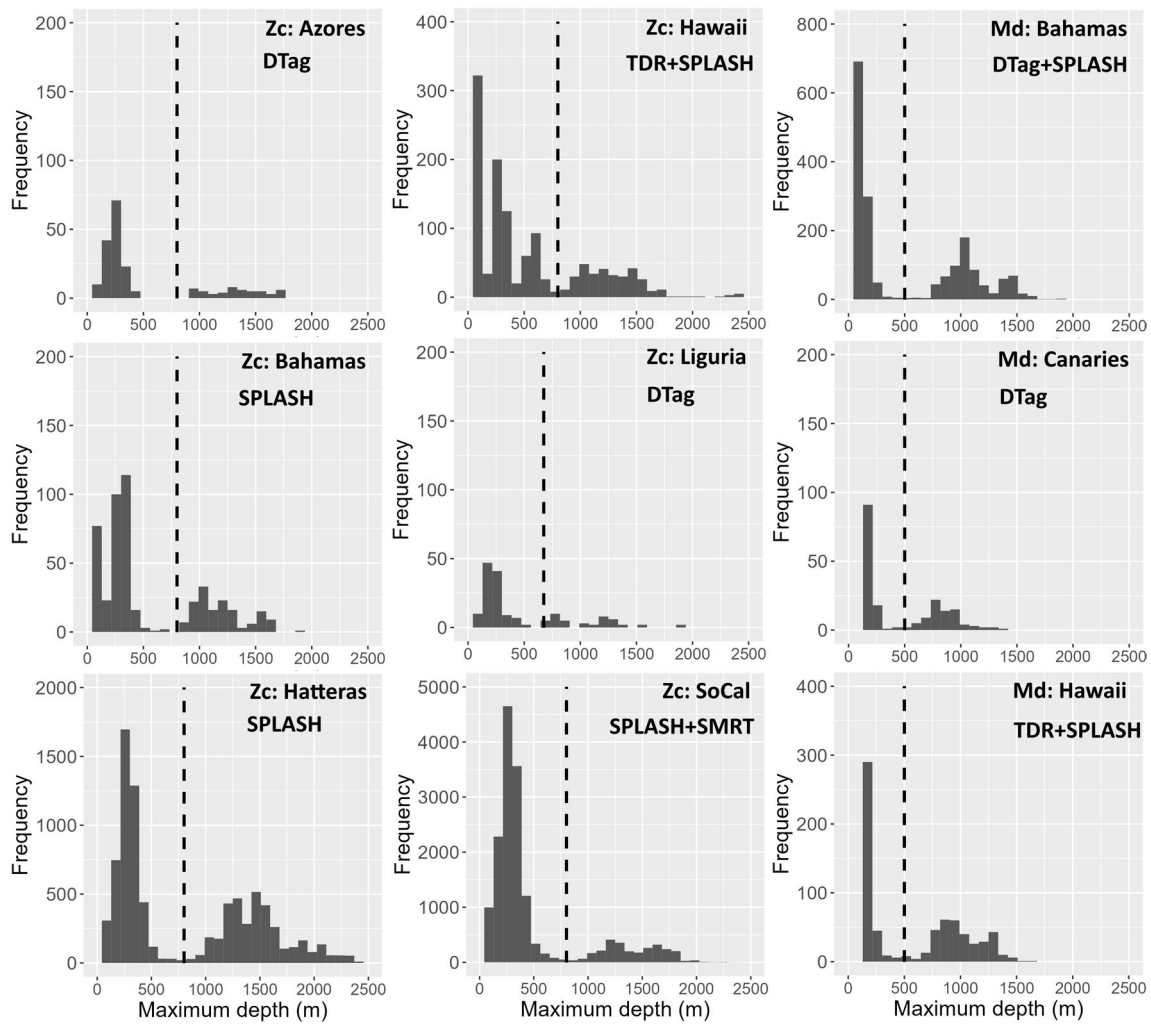 Zc: Azores
DTag
200
150
100
50
0
Frequency
0 500 1000 1500 2000 2500
Zc: Hawaii
TDR+SPLASH
400
300
200
100
0
Frequency
0 500 1000 1500 2000 2500
Md: Bahamas
DTag+SPLASH
800
600
400
200
0
Frequency
0 500 1000 1500 2000 2500
Zc: Bahamas
SPLASH
200
150
100
50
0
Frequency
0 500 1000 1500 2000 2500
Zc: Liguria
DTag
200
150
100
50
0
Frequency
0 500 1000 1500 2000 2500
Md: Canaries
DTag
200
150
100
50
0
Frequency
0 500 1000 1500 2000 2500
Zc: Hatteras
SPLASH
2000
1500
1000
500
0
Frequency
0 500 1000 1500 2000 2500
Maximum depth (m)
Zc: SoCal
SPLASH+SMRT
5000
4000
3000
2000
1000
0
Frequency
0 500 1000 1500 2000 2500
Maximum depth (m)
Md: Hawaii
TDR+SPLASH
400
300
200
100
0
Frequency
0 500 1000 1500 2000 2500
Maximum depth (m)